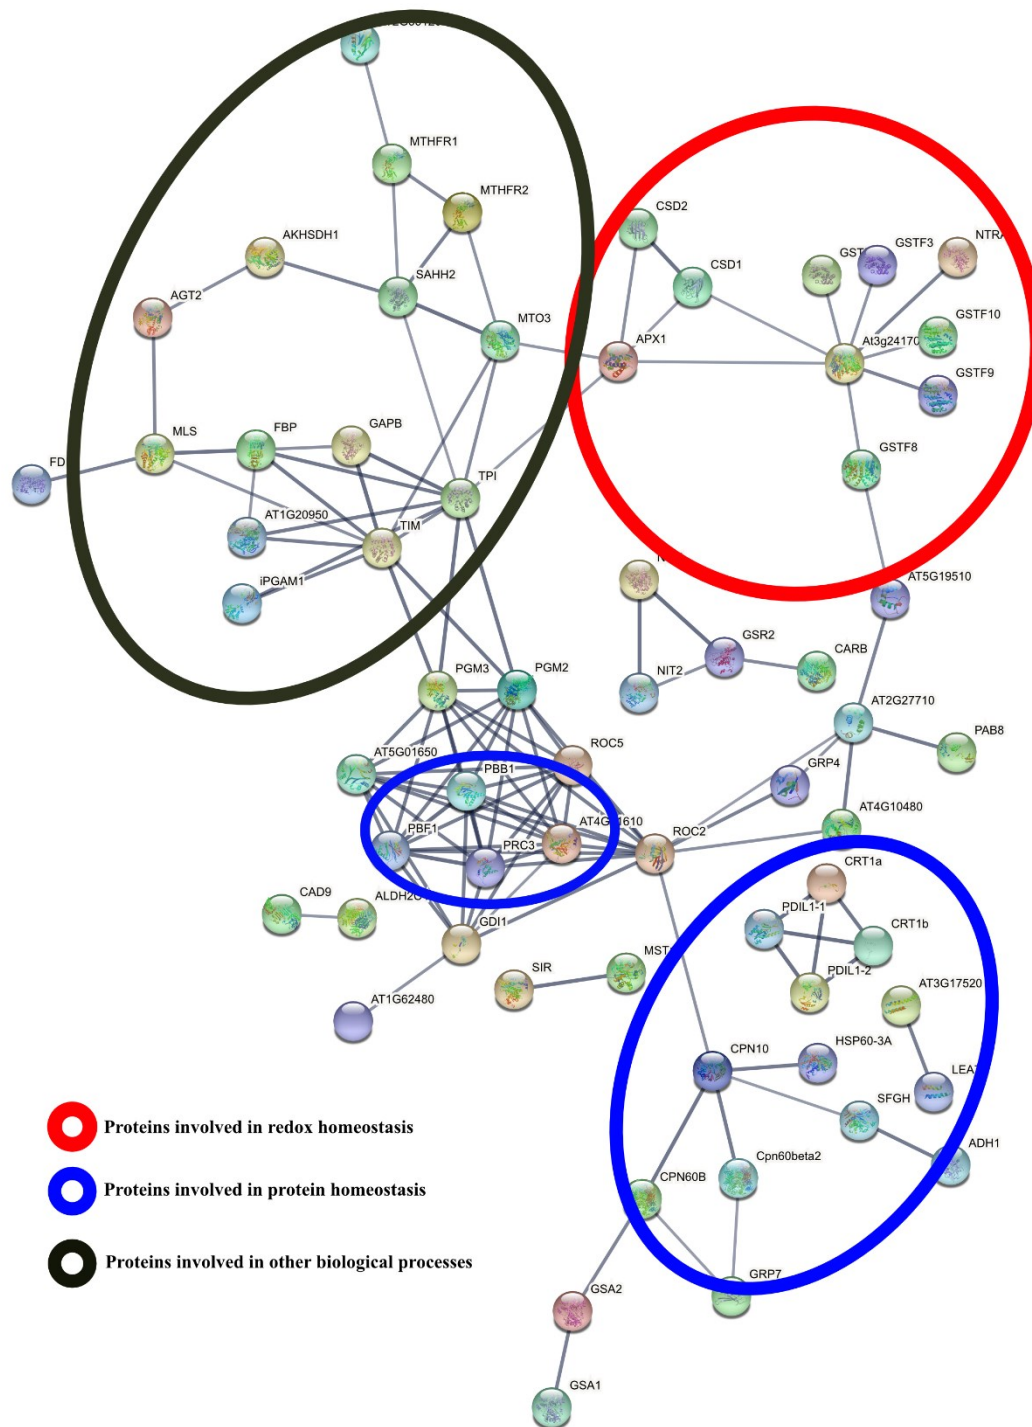 MTHFR1
MTHFR2
CSD2
AKHSDH1
GSTF3
CSD1
SAHH2
AGT2
GSTF10
MTO3
APX1
At3g24170
GSTF9
GAPB
FBP
MLS
GSTF8
TPI
AT1G20950
TIM
iPGAM1
AT5G19510
GSR2
CARB
PGM3
PGM2
NIT2
AT2G27710
PAB8
AT5G01650
ROC5
PBB1
GRP4
AT4G10480
PBF1
PRC3
ROC2
CRT1a
CAD9
PDIL1-1
GDI1
CRT1b
SIR
PDIL1-2
AT3G17520
AT1G62480
CPN10
HSP60-3A
SFGH
Proteins involved in redox homeostasis
ADH1
Cpn60beta2
CPN60B
Proteins involved in protein homeostasis
Proteins involved in other biological processes
GRP7
GSA2
GSA1